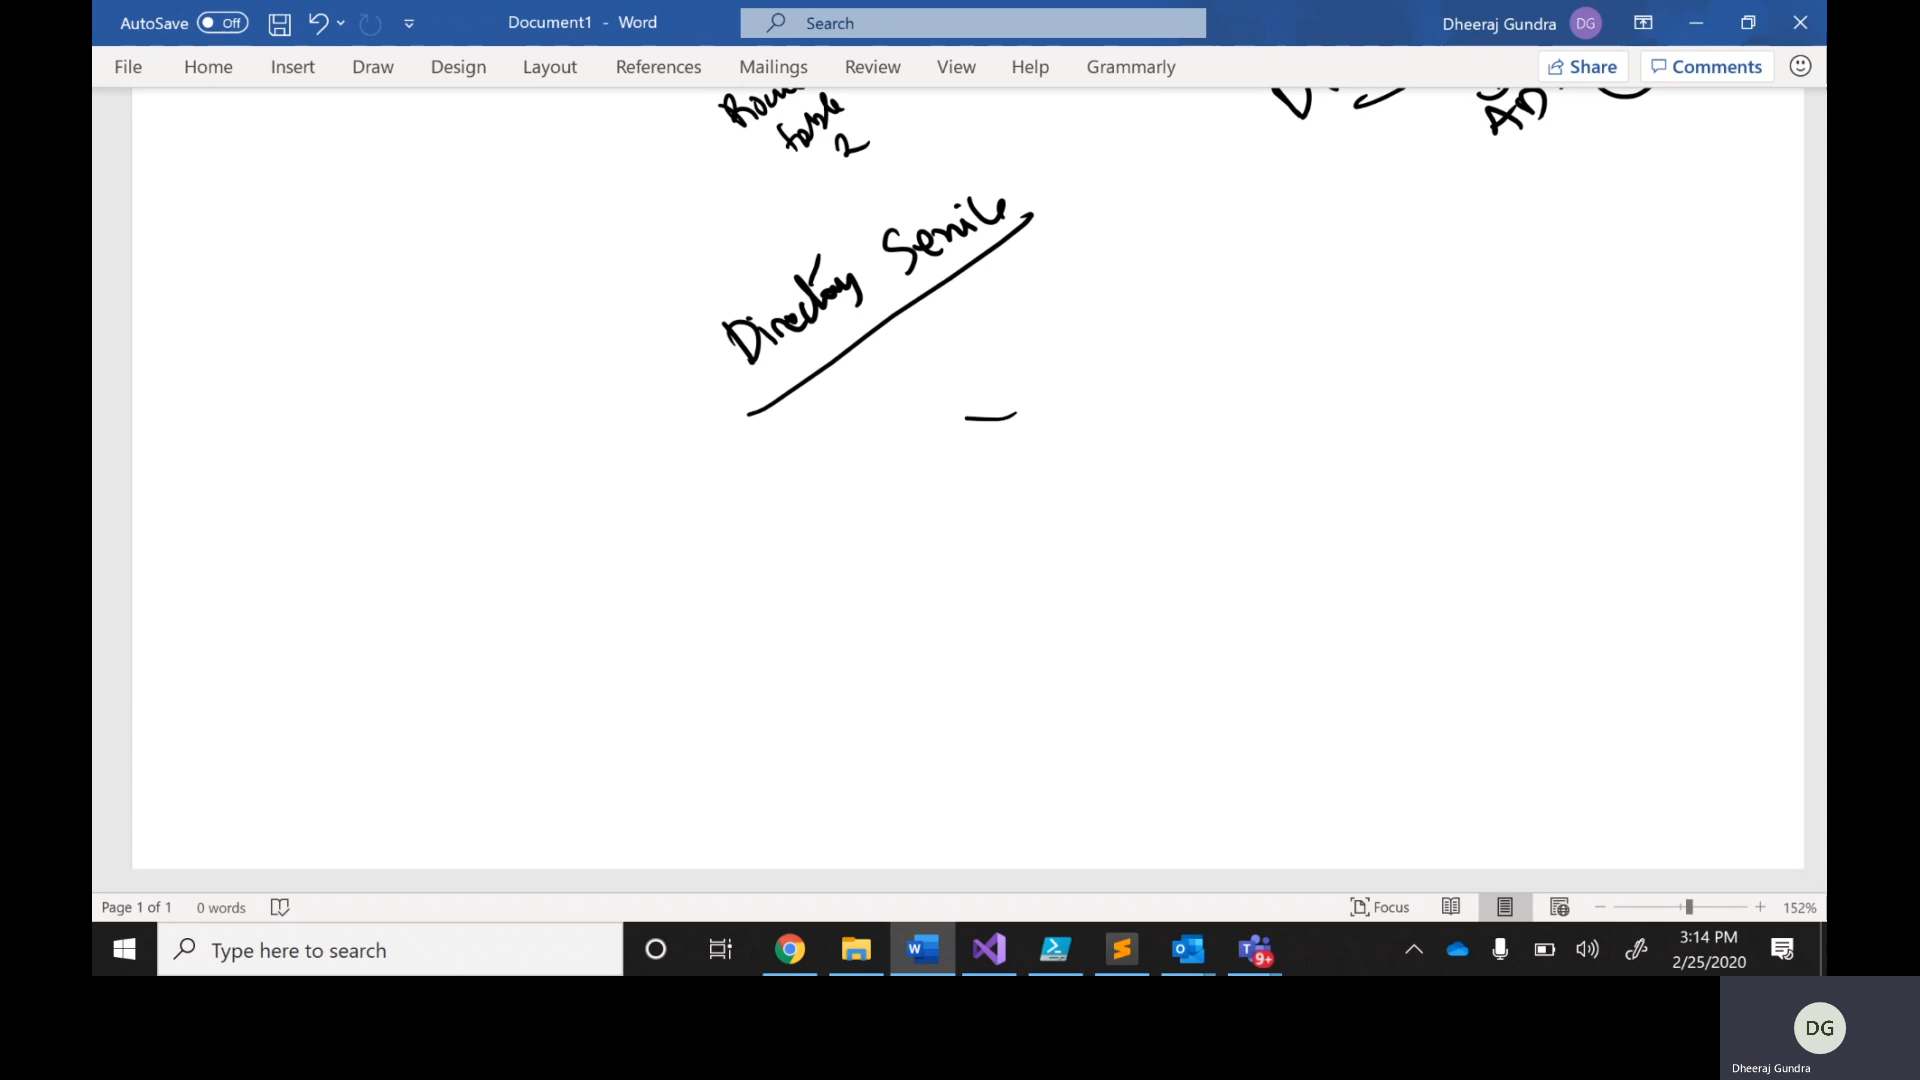 AutoSave Off Document1 - Word Search Dheeraj Gundra DG
File Home Insert Draw Design Layout References Mailings Review View Help Grammarly Share Comments
table
2
AD
Directory Service
Page 1 of 1 0 words Focus 152%
Type here to search 9+ 3:14 PM
2/25/2020
DG
Dheeraj Gundra